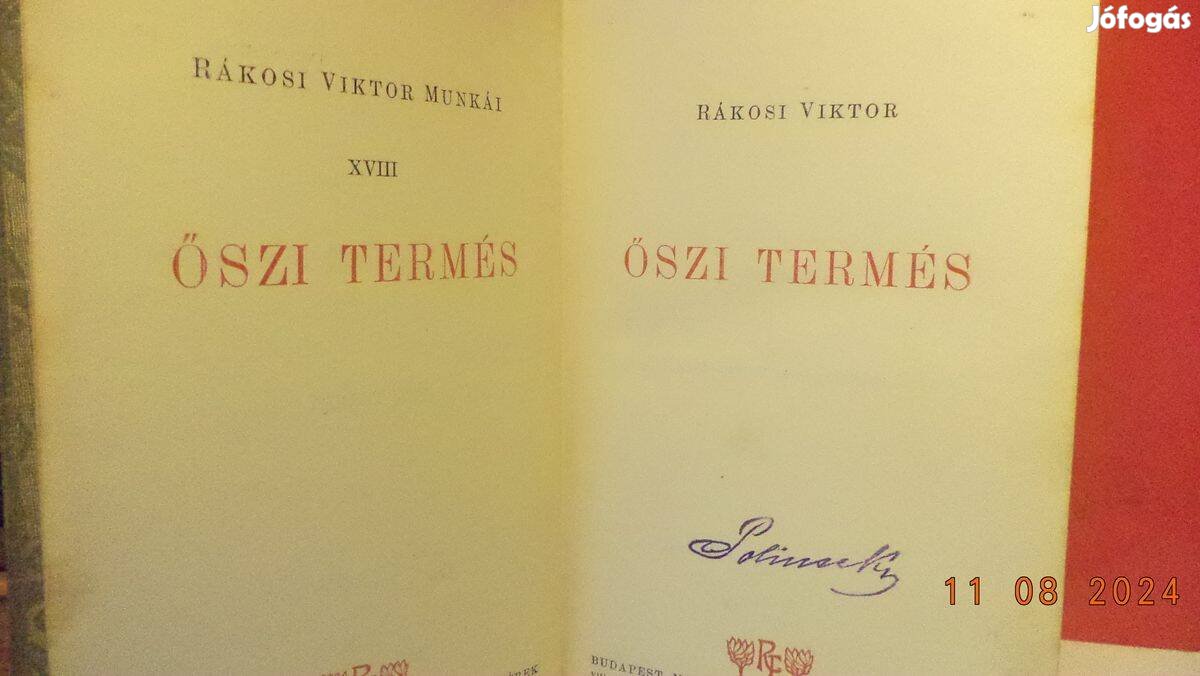 Jófogás
RÁKOSI VIKTOR MUNKÁI
XVIII
ŐSZI TERMÉS
RÁKOSI VIKTOR
ŐSZI TERMÉS
11 08 2024
BUDAPEST